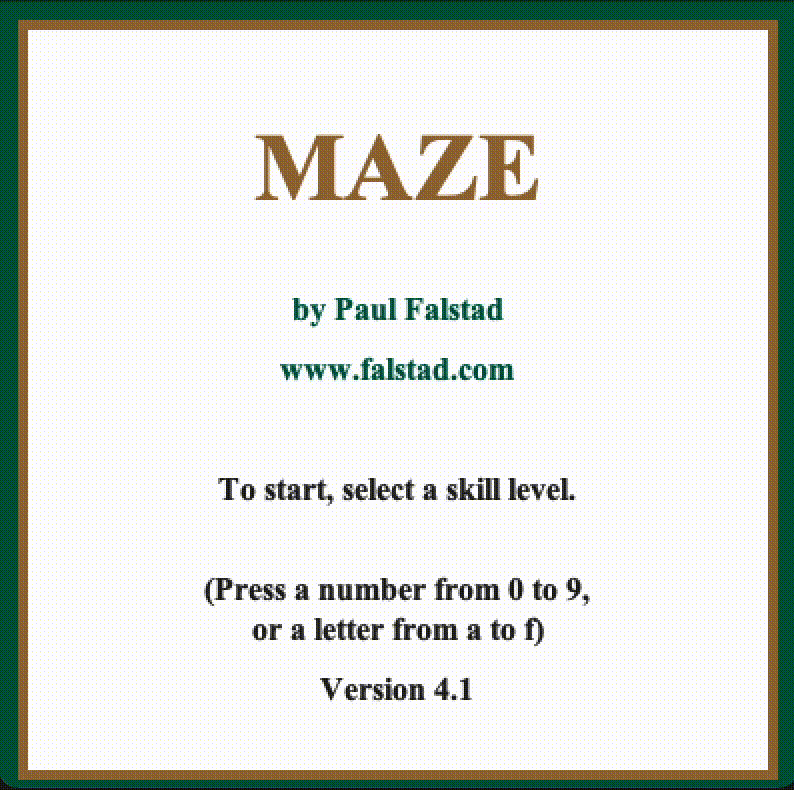 MAZE
by Paul Falstad
www.falstad.com
To start, select a skill level.
(Press a number from 0 to 9,
or a letter from a to f)
Version 4.1